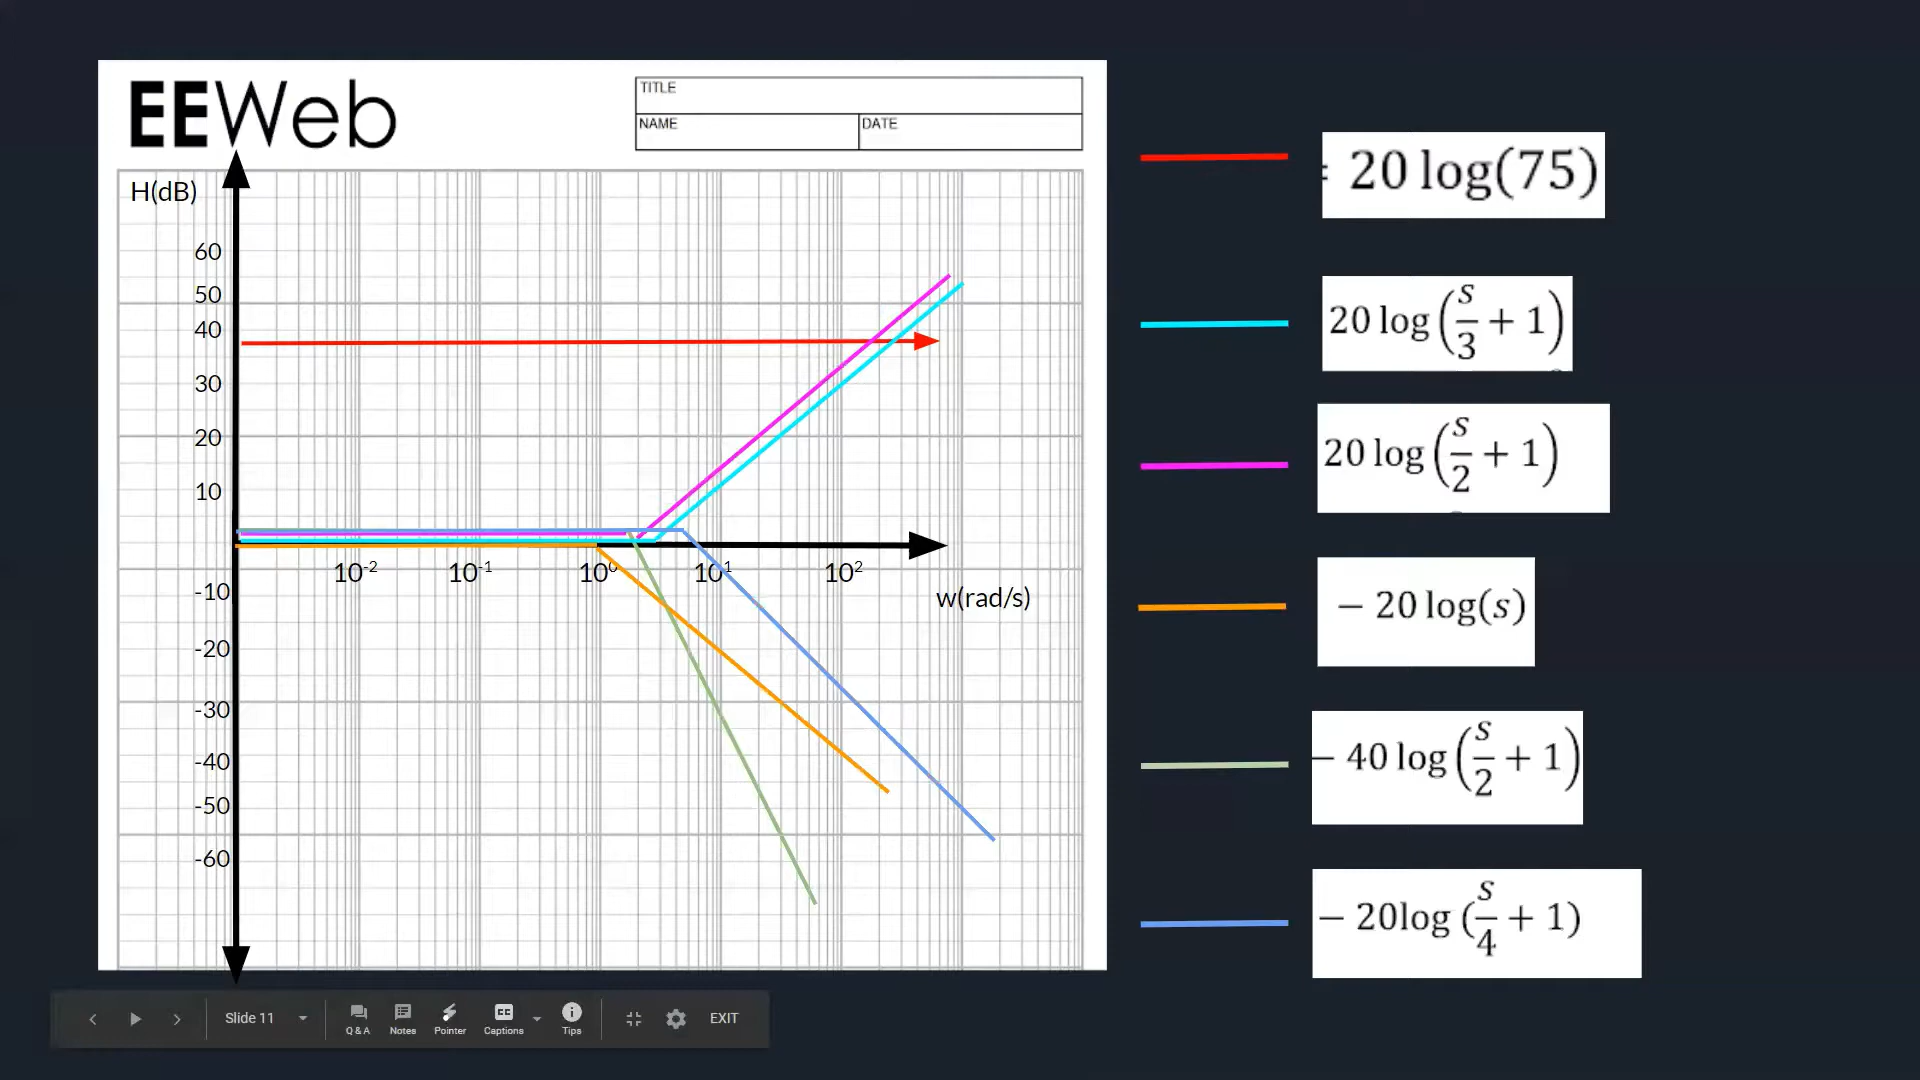 EEWeb
TITLE
NAME
DATE
H(dB)
60
50
40
30
20
10
10-2
10-1
100
101
102
w(rad/s)
-10
-20
-30
-40
-50
-60
= 20 log(75)
20 log(s/3 + 1)
20 log(s/2 + 1)
− 20 log(s)
− 40 log(s/2 + 1)
− 20log (s/4 + 1)
Slide 11
Q & A
Notes
Pointer
CC
Captions
Tips
EXIT